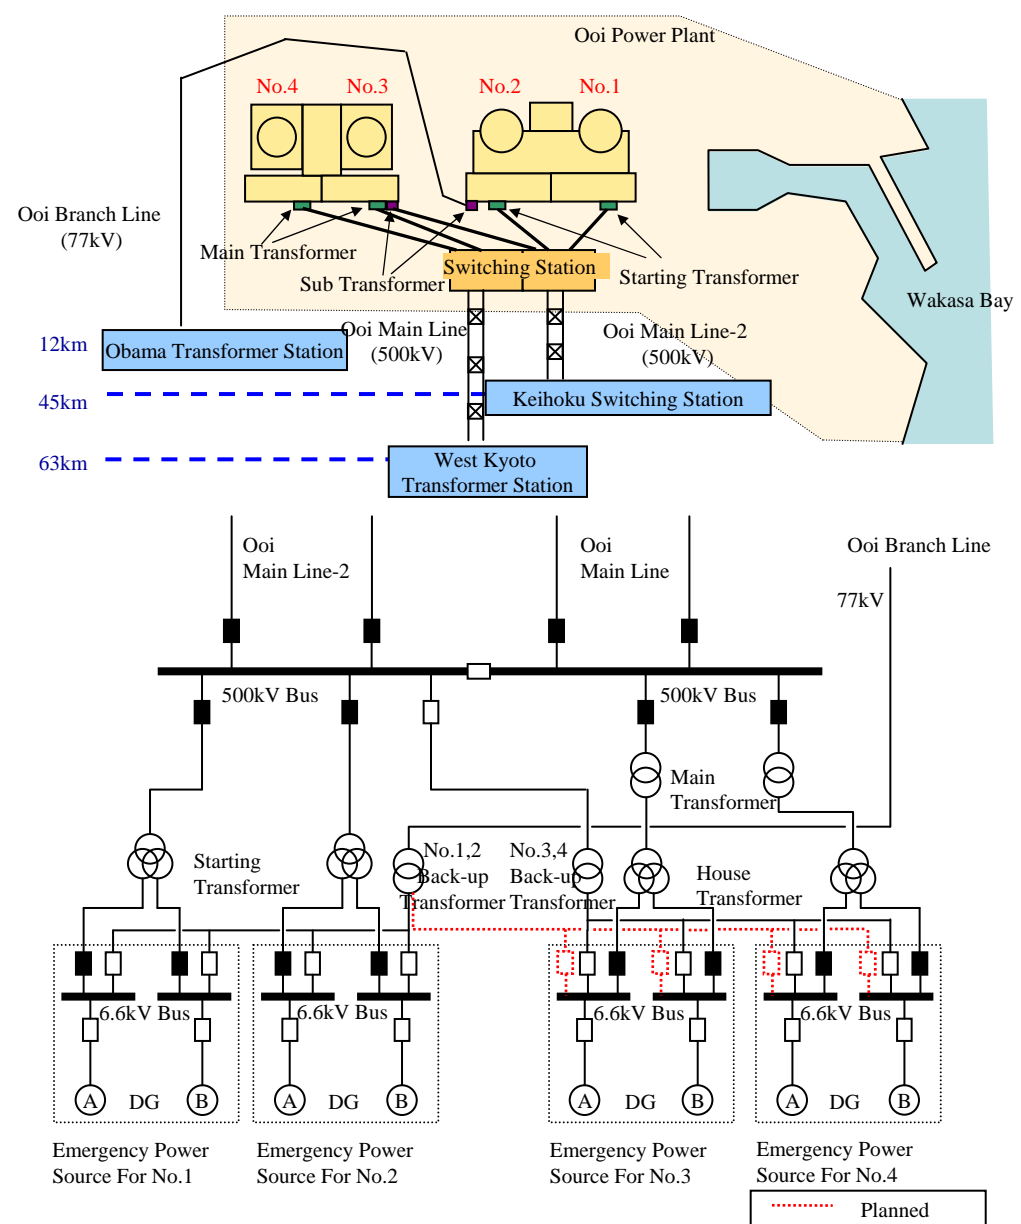 Ooi Power Plant
No.4
No.3
No.2
No.1
Ooi Branch Line
(77kV)
Main Transformer
Switching Station
Sub Transformer
Starting Transformer
Wakasa Bay
Ooi Main Line
(500kV)
Ooi Main Line-2
(500kV)
12km
Obama Transformer Station
45km
Keihoku Switching Station
63km
West Kyoto
Transformer Station
Ooi
Main Line-2
Ooi
Main Line
Ooi Branch Line
77kV
500kV Bus
500kV Bus
Main
Transformer
Starting
Transformer
No.1,2
Back-up
Transformer
No.3,4
Back-up
Transformer
House
Transformer
6.6kV Bus
6.6kV Bus
6.6kV Bus
6.6kV Bus
A
DG
B
A
DG
B
A
DG
B
A
DG
B
Emergency Power
Source For No.1
Emergency Power
Source For No.2
Emergency Power
Source For No.3
Emergency Power
Source For No.4
Planned